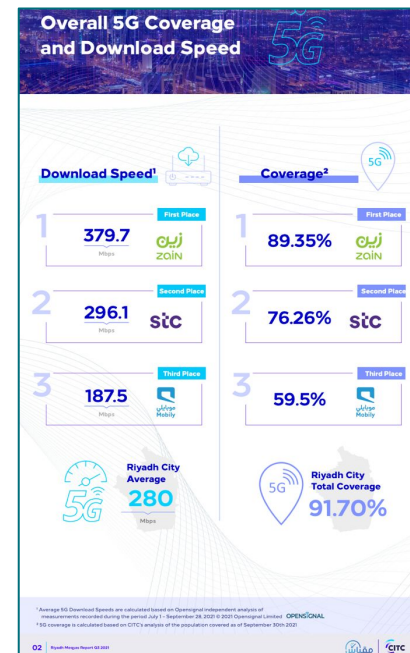 Overall 5G Coverage
and Download Speed
5G
Download Speed¹
Coverage²
5G
1
First Place
379.7
Mbps
زين
zain
1
First Place
89.35%
زين
zain
2
Second Place
296.1
Mbps
stc
2
Second Place
76.26%
stc
3
Third Place
187.5
Mbps
موبايلي
Mobily
3
Third Place
59.5%
موبايلي
Mobily
5G
Riyadh City
Average
280
Mbps
5G
Riyadh City
Total Coverage
91.70%
¹ Average 5G Download Speeds are calculated based on Opensignal independent analysis of
measurements recorded during the period July 1 - September 28, 2021 © 2021 Opensignal Limited OPENSIGNAL
² 5G coverage is calculated based on CITC's analysis of the population covered as of September 30th 2021
02 Riyadh Meqyas Report Q3 2021
مقياس
CITC